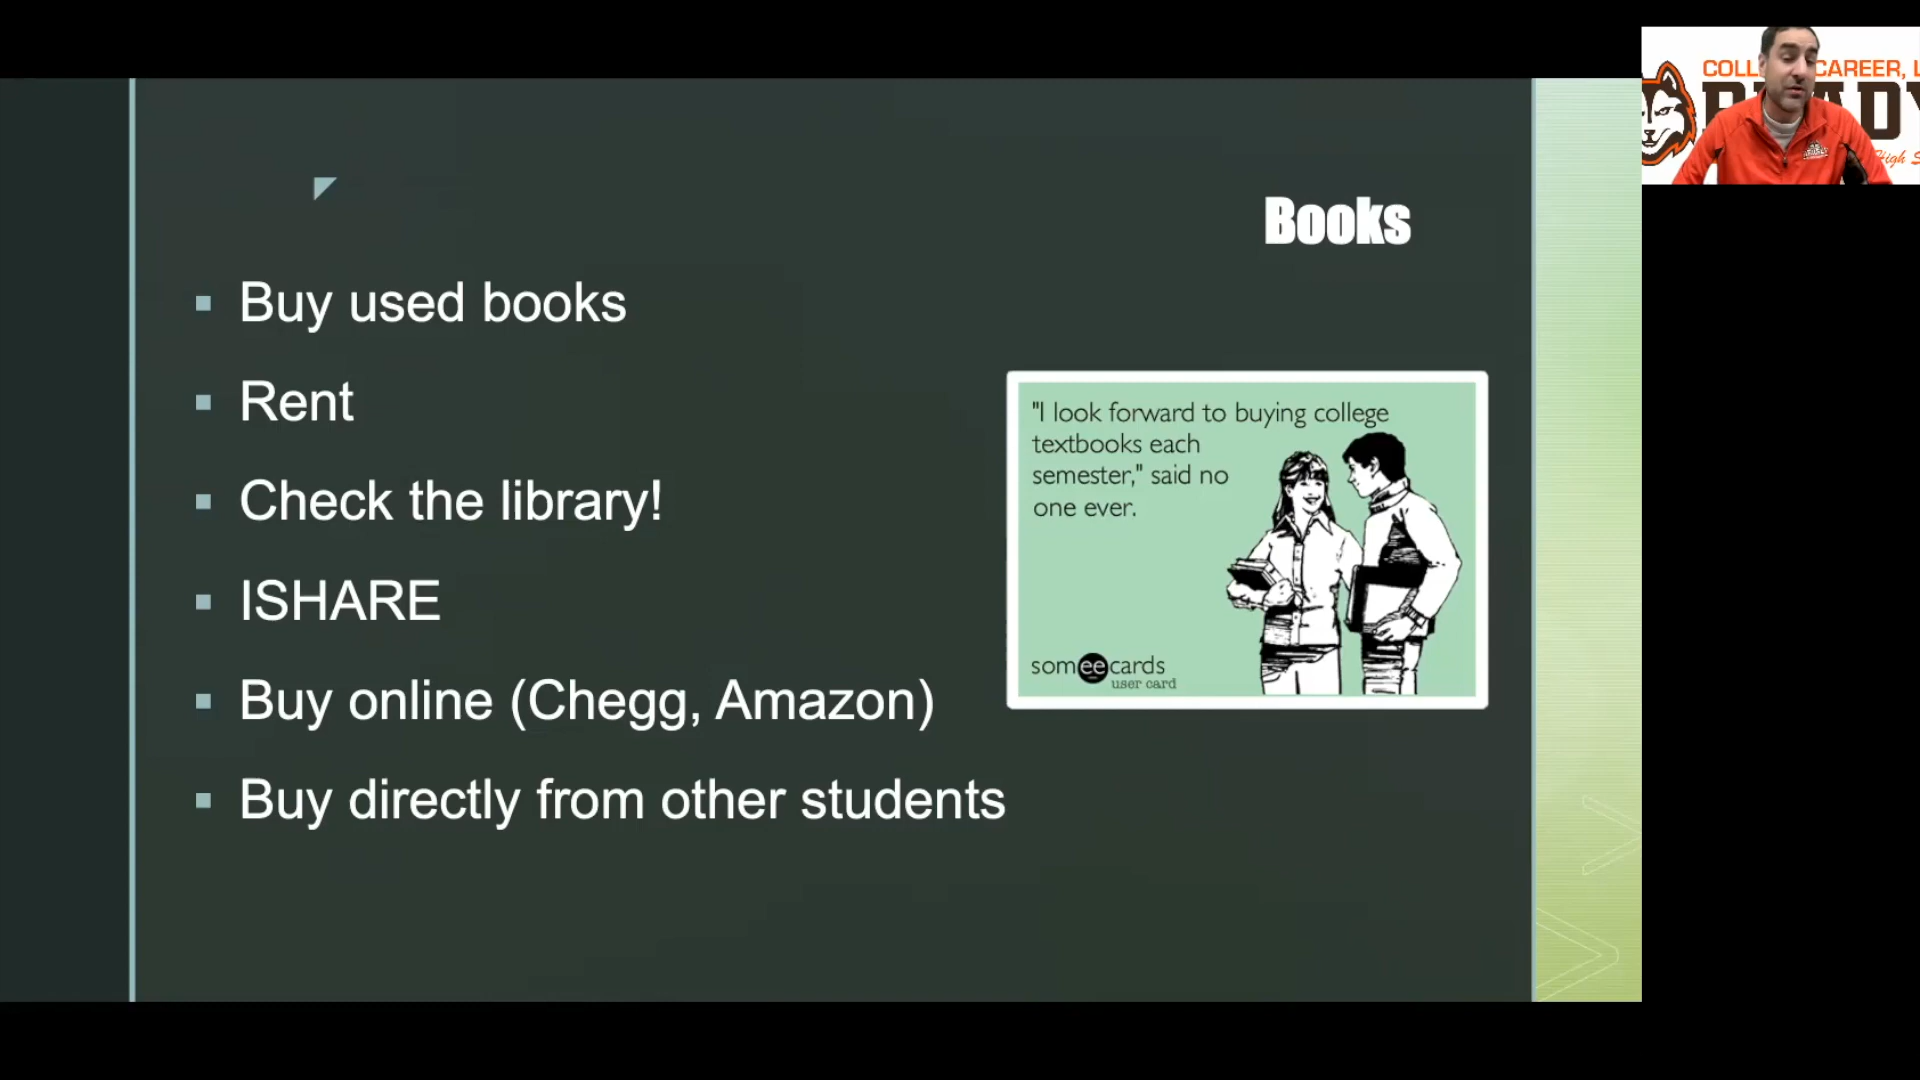 Books
Buy used books
Rent
Check the library!
ISHARE
Buy online (Chegg, Amazon)
Buy directly from other students
"I look forward to buying college
textbooks each
semester," said no
one ever.
someecards
user card
COLL CAREER, L
High S